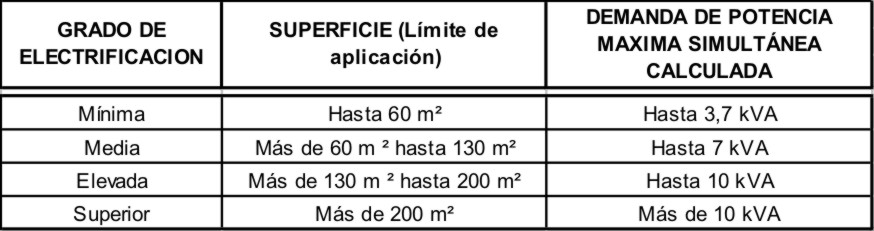 GRADO DE
ELECTRIFICACION
SUPERFICIE (Límite de
aplicación)
DEMANDA DE POTENCIA
MAXIMA SIMULTÁNEA
CALCULADA
Mínima Hasta 60 m² Hasta 3,7 kVA
Media Más de 60 m ² hasta 130 m² Hasta 7 kVA
Elevada Más de 130 m ² hasta 200 m² Hasta 10 kVA
Superior Más de 200 m² Más de 10 kVA